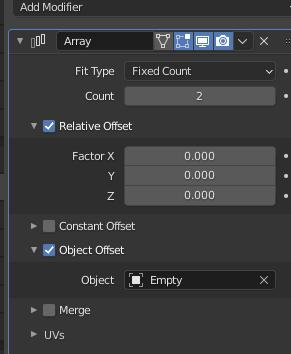 Add Modifier
Array
Fit Type Fixed Count
Count 2
Relative Offset
Factor X 0.000
Y 0.000
Z 0.000
Constant Offset
Object Offset
Object Empty
Merge
UVs